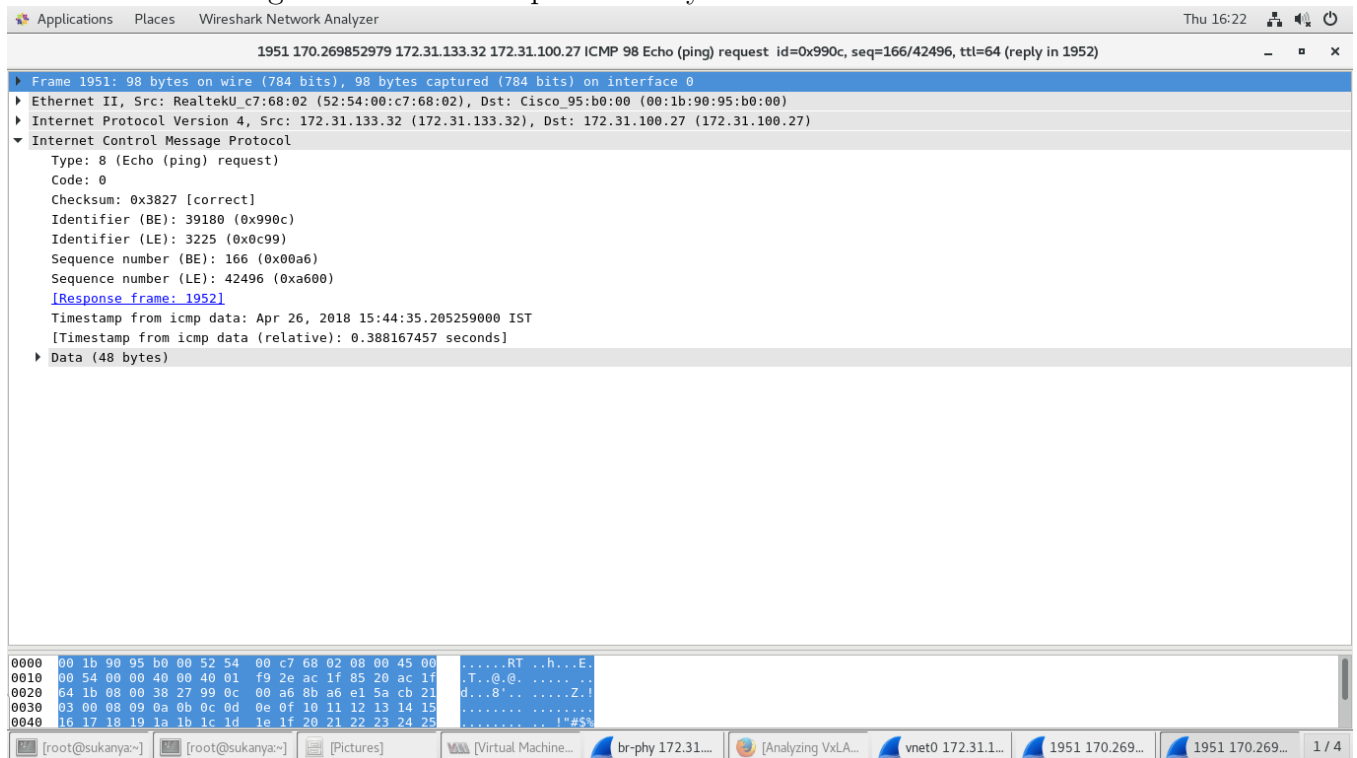 Applications Places Wireshark Network Analyzer Thu 16:22
1951 170.269852979 172.31.133.32 172.31.100.27 ICMP 98 Echo (ping) request id=0x990c, seq=166/42496, ttl=64 (reply in 1952)
Frame 1951: 98 bytes on wire (784 bits), 98 bytes captured (784 bits) on interface 0
Ethernet II, Src: RealtekU_c7:68:02 (52:54:00:c7:68:02), Dst: Cisco_95:b0:00 (00:1b:90:95:b0:00)
Internet Protocol Version 4, Src: 172.31.133.32 (172.31.133.32), Dst: 172.31.100.27 (172.31.100.27)
Internet Control Message Protocol
Type: 8 (Echo (ping) request)
Code: 0
Checksum: 0x3827 [correct]
Identifier (BE): 39180 (0x990c)
Identifier (LE): 3225 (0x0c99)
Sequence number (BE): 166 (0x00a6)
Sequence number (LE): 42496 (0xa600)
[Response frame: 1952]
Timestamp from icmp data: Apr 26, 2018 15:44:35.205259000 IST
[Timestamp from icmp data (relative): 0.388167457 seconds]
Data (48 bytes)
0000 00 1b 90 95 b0 00 52 54 00 c7 68 02 08 00 45 00 ......RT ..h...E.
0010 00 54 00 00 40 00 40 01 f9 2e ac 1f 85 20 ac 1f .T..@.@. ..... ..
0020 64 1b 08 00 38 27 99 0c 00 a6 8b a6 e1 5a cb 21 d...8'.. .....Z.!
0030 03 00 08 09 0a 0b 0c 0d 0e 0f 10 11 12 13 14 15 ........ ........
0040 16 17 18 19 1a 1b 1c 1d 1e 1f 20 21 22 23 24 25 ........ .. !"#$%
[root@sukanya:~] [root@sukanya:~] [Pictures] [Virtual Machine... br-phy 172.31.... [Analyzing VxLA... vnet0 172.31.1... 1951 170.269... 1951 170.269... 1 / 4